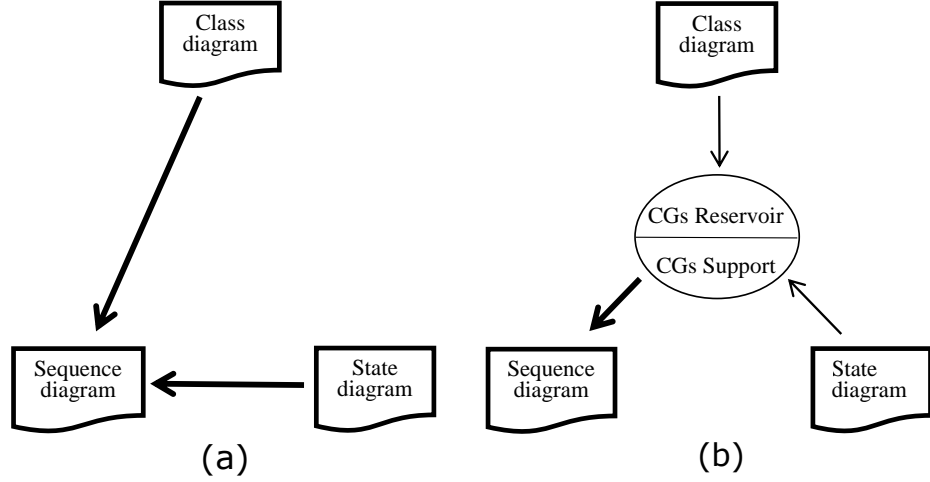 Class
diagram
Sequence
diagram
State
diagram
(a)
Class
diagram
CGs Reservoir
CGs Support
Sequence
diagram
State
diagram
(b)